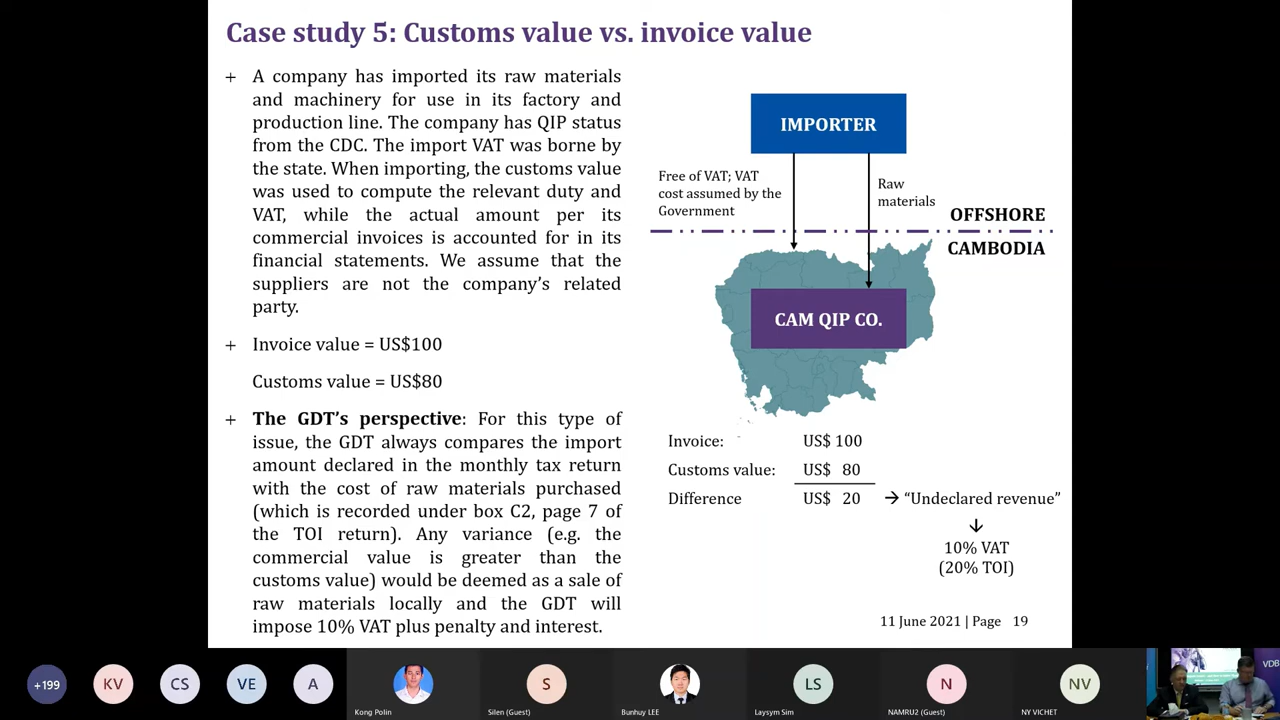 Case study 5: Customs value vs. invoice value
+ A company has imported its raw materials
and machinery for use in its factory and
production line. The company has QIP status
from the CDC. The import VAT was borne by
the state. When importing, the customs value
was used to compute the relevant duty and
VAT, while the actual amount per its
commercial invoices is accounted for in its
financial statements. We assume that the
suppliers are not the company's related
party.
+ Invoice value = US$100
Customs value = US$80
+ The GDT's perspective: For this type of
issue, the GDT always compares the import
amount declared in the monthly tax return
with the cost of raw materials purchased
(which is recorded under box C2, page 7 of
the TOI return). Any variance (e.g. the
commercial value is greater than the
customs value) would be deemed as a sale of
raw materials locally and the GDT will
impose 10% VAT plus penalty and interest.
IMPORTER
Free of VAT; VAT
cost assumed by the
Government
Raw
materials
OFFSHORE
CAMBODIA
CAM QIP CO.
Invoice: US$ 100
Customs value: US$ 80
Difference US$ 20 → “Undeclared revenue”
↓
10% VAT
(20% TOI)
11 June 2021 | Page 19
+199
KV
CS
VE
A
Kong Polin
S
Silen (Guest)
Bunhuy LEE
LS
Laysym Sim
N
NAMRU2 (Guest)
NV
NY VICHET
VDB